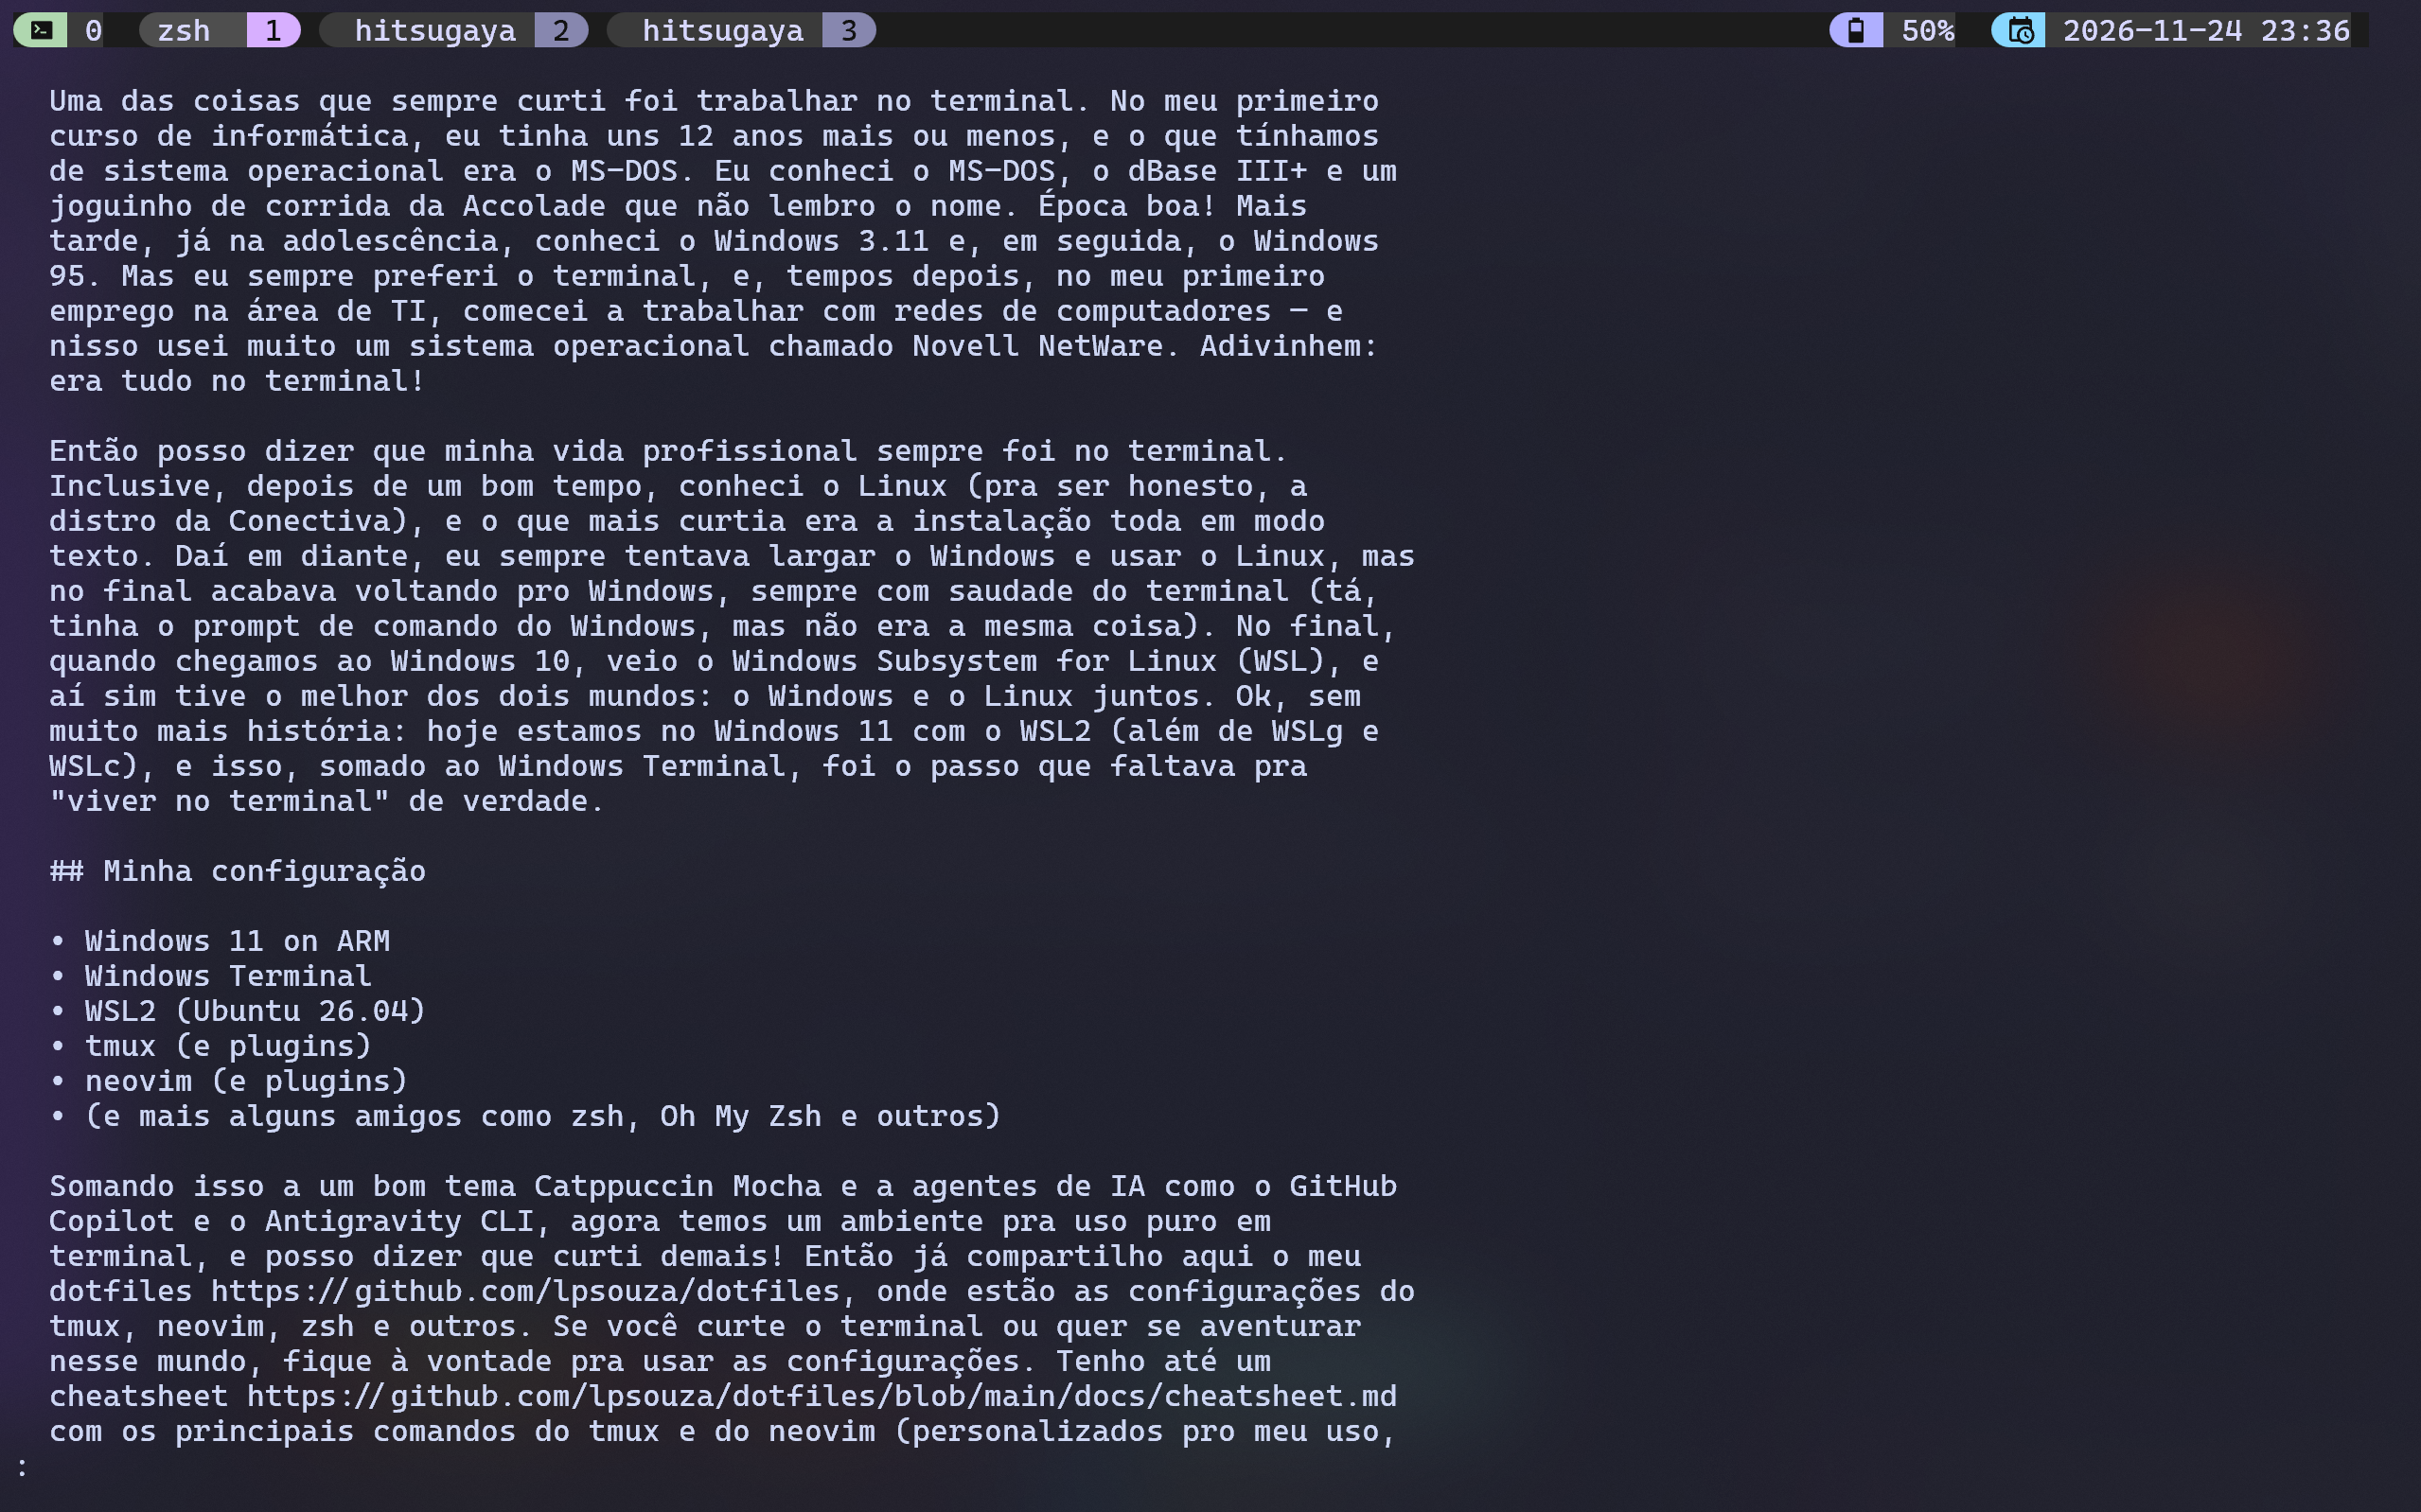 0 zsh 1 hitsugaya 2 hitsugaya 3 50% 2026-11-24 23:36
Uma das coisas que sempre curti foi trabalhar no terminal. No meu primeiro
curso de informática, eu tinha uns 12 anos mais ou menos, e o que tínhamos
de sistema operacional era o MS-DOS. Eu conheci o MS-DOS, o dBase III+ e um
joguinho de corrida da Accolade que não lembro o nome. Época boa! Mais
tarde, já na adolescência, conheci o Windows 3.11 e, em seguida, o Windows
95. Mas eu sempre preferi o terminal, e, tempos depois, no meu primeiro
emprego na área de TI, comecei a trabalhar com redes de computadores — e
nisso usei muito um sistema operacional chamado Novell NetWare. Adivinhem:
era tudo no terminal!
Então posso dizer que minha vida profissional sempre foi no terminal.
Inclusive, depois de um bom tempo, conheci o Linux (pra ser honesto, a
distro da Conectiva), e o que mais curtia era a instalação toda em modo
texto. Daí em diante, eu sempre tentava largar o Windows e usar o Linux, mas
no final acabava voltando pro Windows, sempre com saudade do terminal (tá,
tinha o prompt de comando do Windows, mas não era a mesma coisa). No final,
quando chegamos ao Windows 10, veio o Windows Subsystem for Linux (WSL), e
aí sim tive o melhor dos dois mundos: o Windows e o Linux juntos. Ok, sem
muito mais história: hoje estamos no Windows 11 com o WSL2 (além de WSLg e
WSLc), e isso, somado ao Windows Terminal, foi o passo que faltava pra
"viver no terminal" de verdade.
## Minha configuração
• Windows 11 on ARM
• Windows Terminal
• WSL2 (Ubuntu 26.04)
• tmux (e plugins)
• neovim (e plugins)
• (e mais alguns amigos como zsh, Oh My Zsh e outros)
Somando isso a um bom tema Catppuccin Mocha e a agentes de IA como o GitHub
Copilot e o Antigravity CLI, agora temos um ambiente pra uso puro em
terminal, e posso dizer que curti demais! Então já compartilho aqui o meu
dotfiles https://github.com/lpsouza/dotfiles, onde estão as configurações do
tmux, neovim, zsh e outros. Se você curte o terminal ou quer se aventurar
nesse mundo, fique à vontade pra usar as configurações. Tenho até um
cheatsheet https://github.com/lpsouza/dotfiles/blob/main/docs/cheatsheet.md
com os principais comandos do tmux e do neovim (personalizados pro meu uso,
: